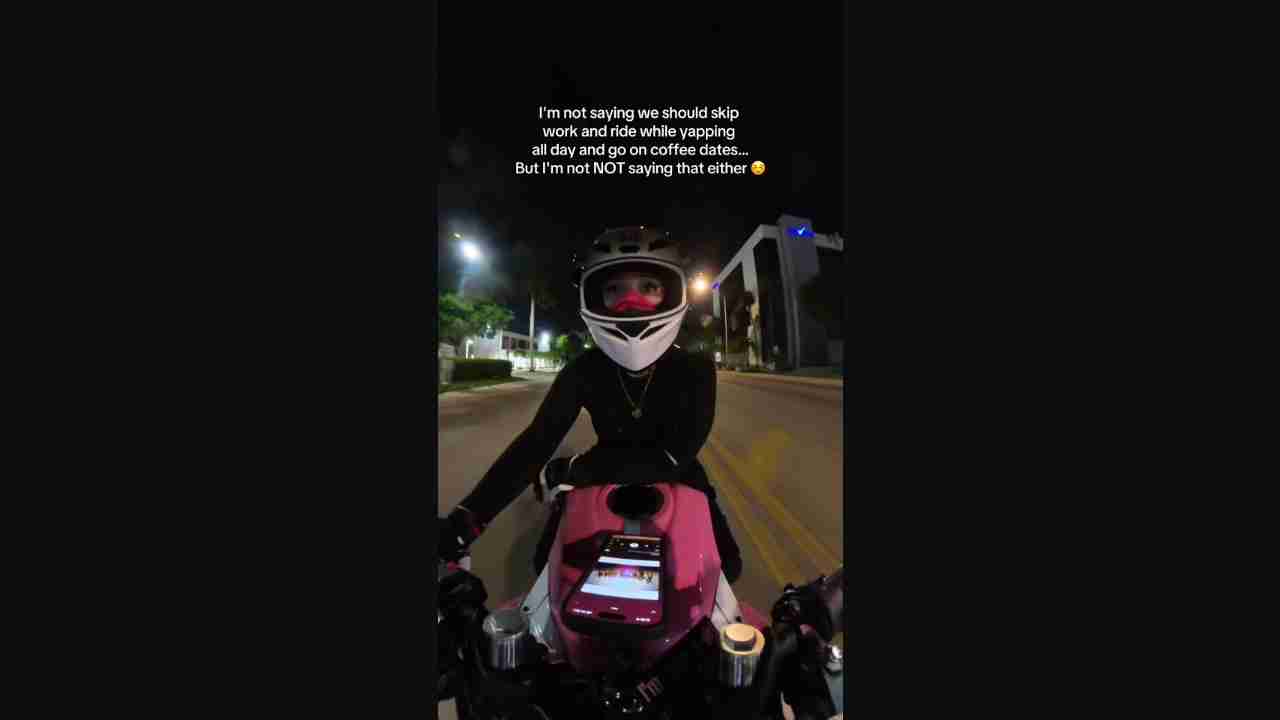 I'm not saying we should skip
work and ride while yapping
all day and go on coffee dates...
But I'm not NOT saying that either ☺️